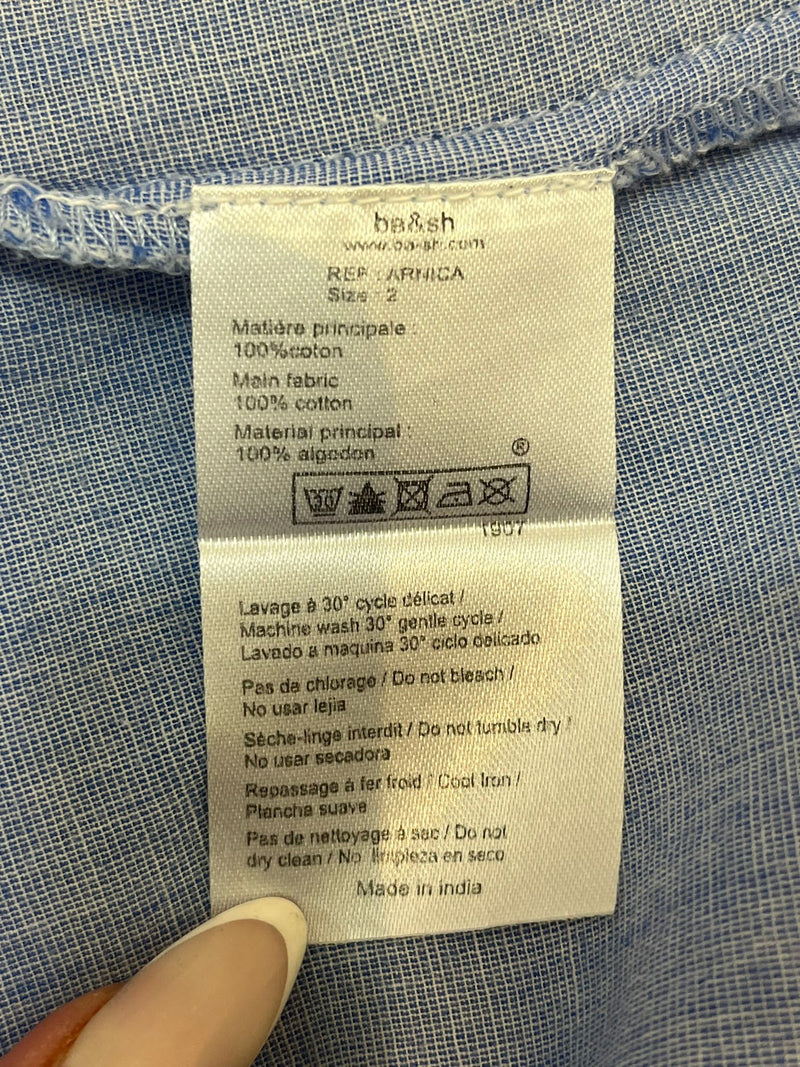 ba&sh
www.ba-sh.com
REF : ARNICA
Size : 2
Matière principale :
100%coton
Main fabric
100% cotton
Material principal :
100% algodon
®
30
1907
Lavage à 30° cycle délicat /
Machine wash 30° gentle cycle /
Lavado a maquina 30° ciclo delicado
Pas de chlorage / Do not bleach /
No usar lejia
Sèche-linge interdit / Do not tumble dry /
No usar secadora
Repassage à fer froid / Cool Iron /
Plancha suave
Pas de nettoyage à sec / Do not
dry clean / No limpieza en seco
Made in india